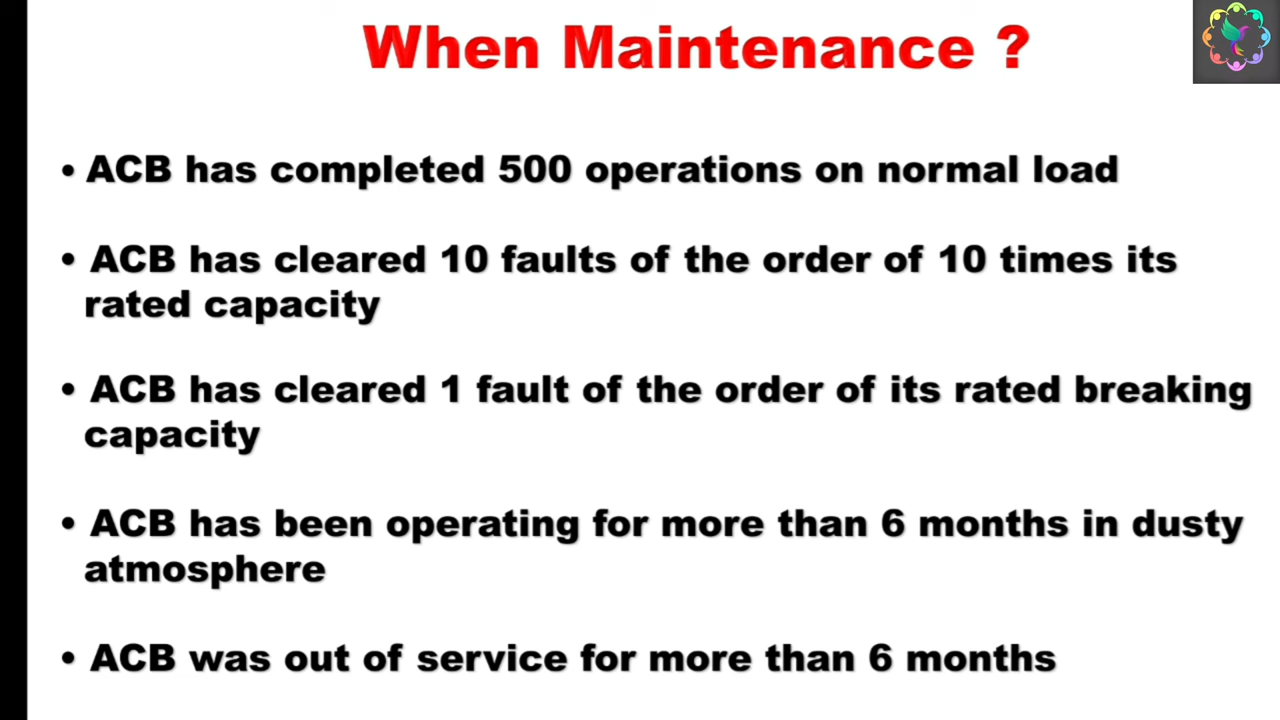 When Maintenance ?
• ACB has completed 500 operations on normal load
• ACB has cleared 10 faults of the order of 10 times its
rated capacity
• ACB has cleared 1 fault of the order of its rated breaking
capacity
• ACB has been operating for more than 6 months in dusty
atmosphere
• ACB was out of service for more than 6 months